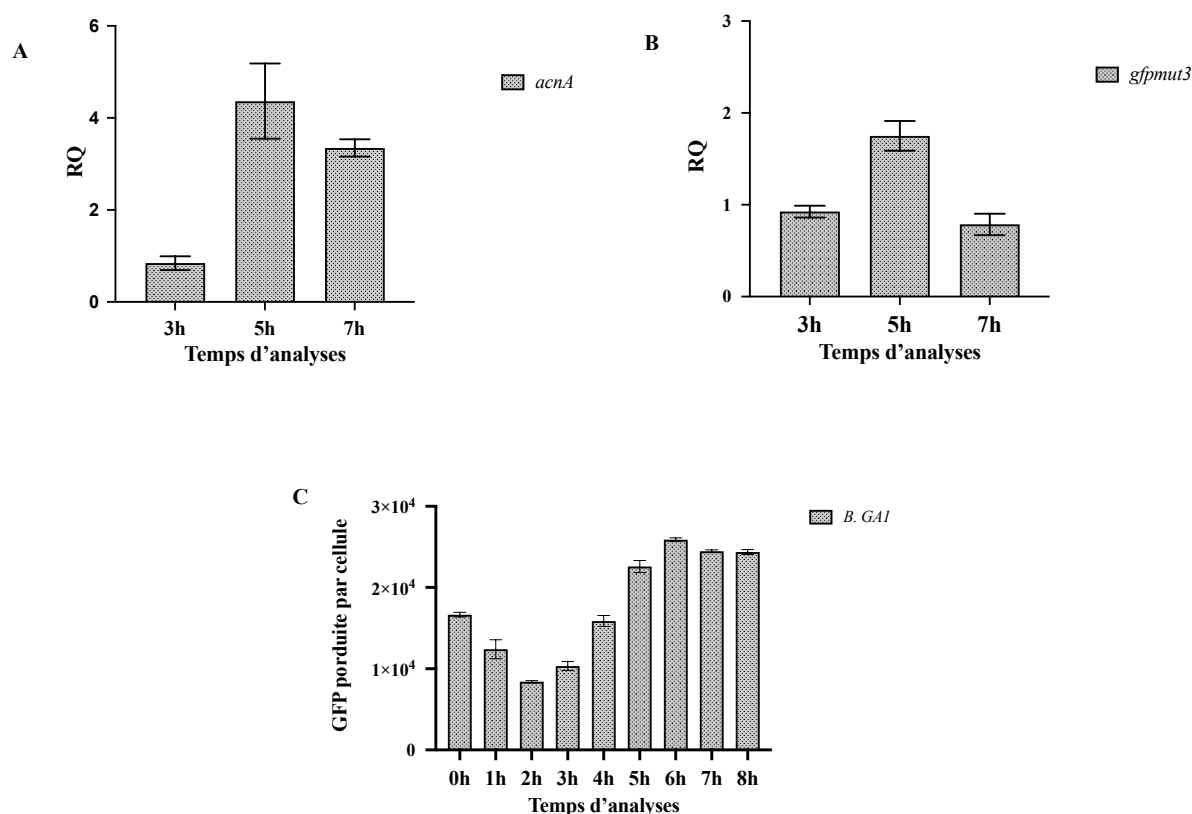 A
6
4
2
0
RQ
3h 5h 7h
Temps d’analyses
acnA
B
3
2
1
0
RQ
3h 5h 7h
Temps d’analyses
gfpmut3
C
3×10⁴
2×10⁴
1×10⁴
0
GFP porduite par cellule
0h 1h 2h 3h 4h 5h 6h 7h 8h
Temps d’analyses
B. GA1